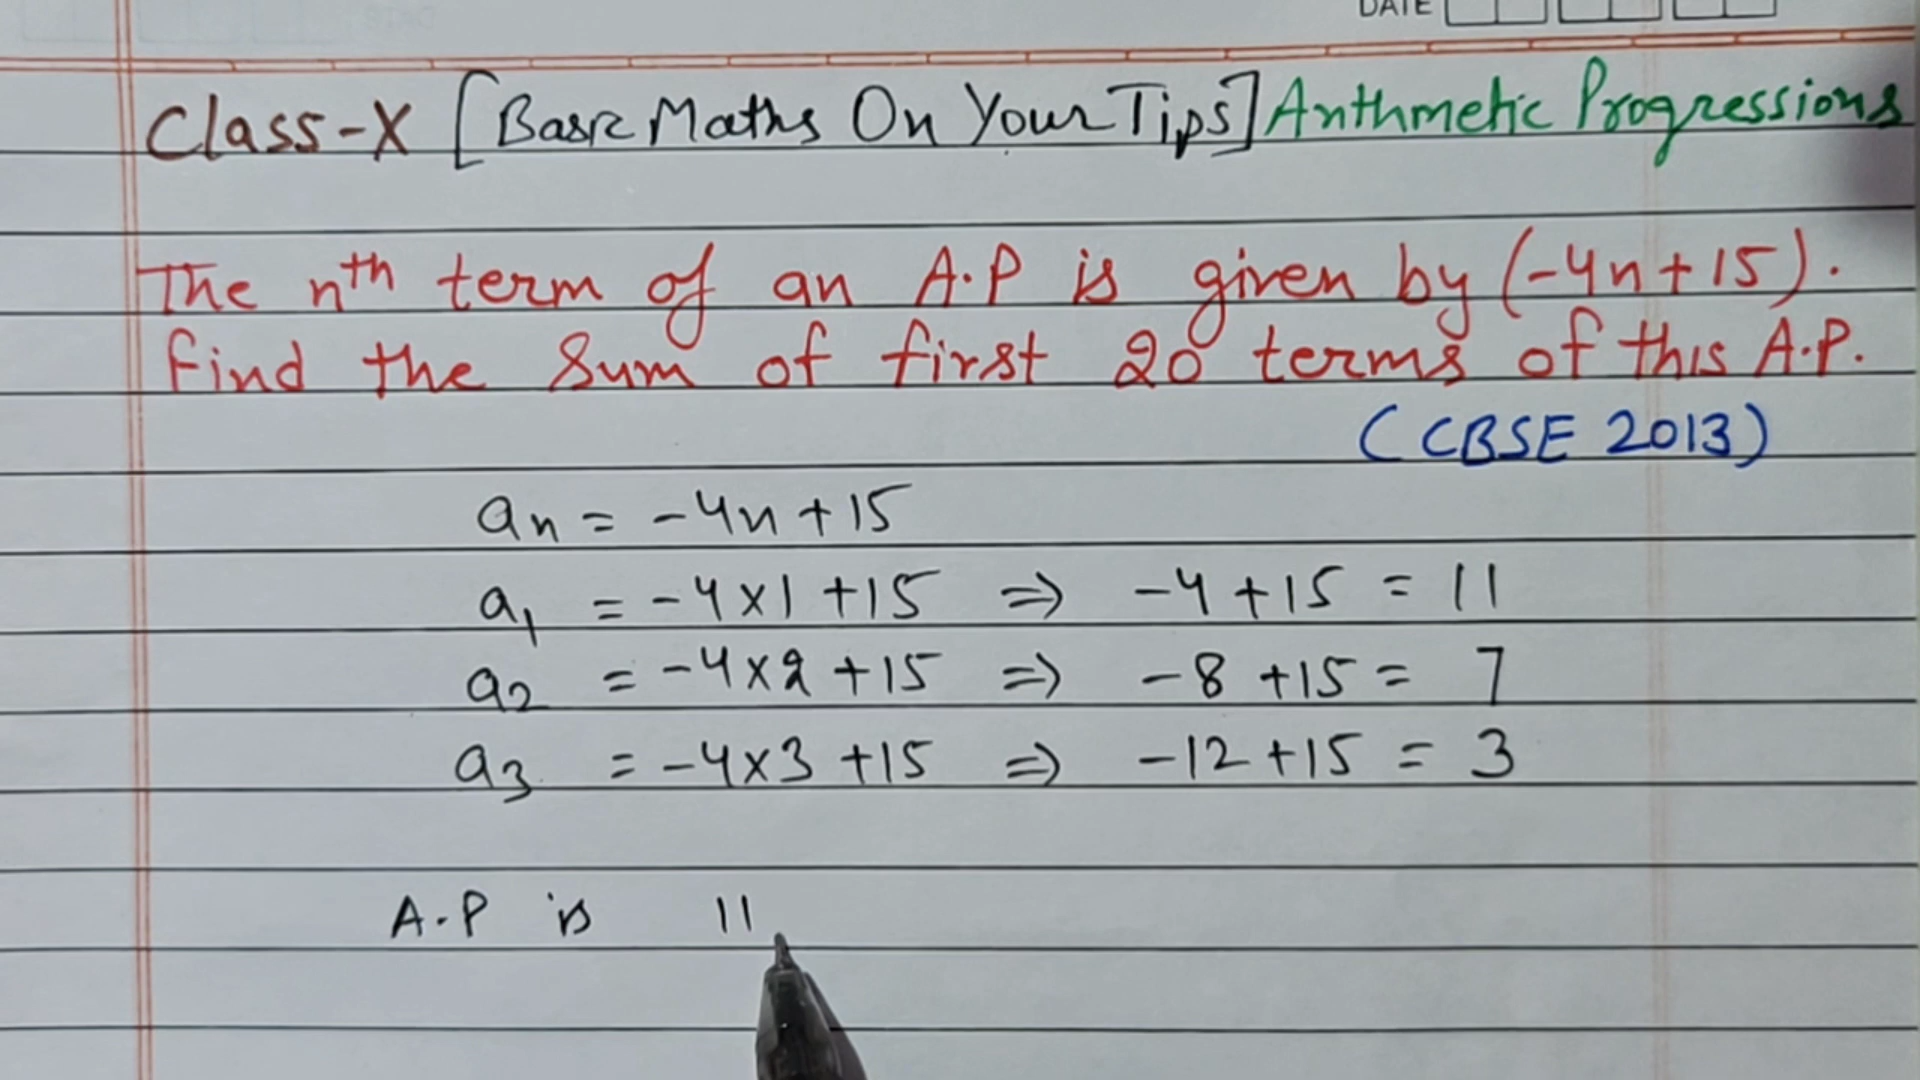 DATE
Class-X [Basic Maths On Your Tips] Arithmetic Progressions
The nth term of an A.P is given by (-4n+15).
find the Sum of first 20 terms of this A.P.
(CBSE 2013)
an = -4n+15
a1 = -4×1+15 ⇒ -4+15 = 11
a2 = -4×2+15 ⇒ -8+15 = 7
a3 = -4×3+15 ⇒ -12+15 = 3
A.P is 11